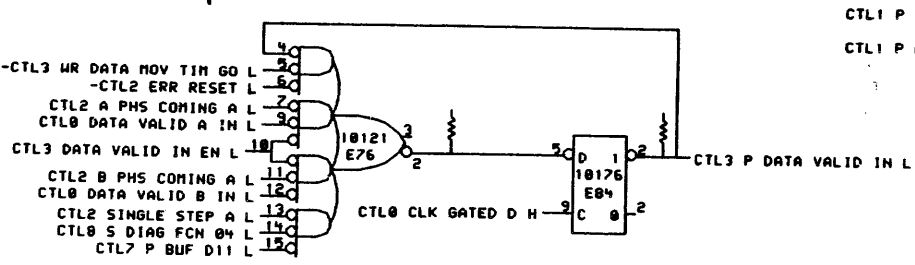 CTL1 P
CTL1 P
4
-CTL3 WR DATA MOV TIM GO L 5
-CTL2 ERR RESET L 6
CTL2 A PHS COMING A L 7
CTL0 DATA VALID A IN L 9
CTL3 DATA VALID IN EN L 10
CTL2 B PHS COMING A L 11
CTL0 DATA VALID B IN L 12
CTL2 SINGLE STEP A L 13
CTL8 S DIAG FCN 04 L 14
CTL7 P BUF D11 L 15
10121
E76
3
2
5 D 1 2
CTL3 P DATA VALID IN L
10176
E84
CTL0 CLK GATED D H 9 C 0 2